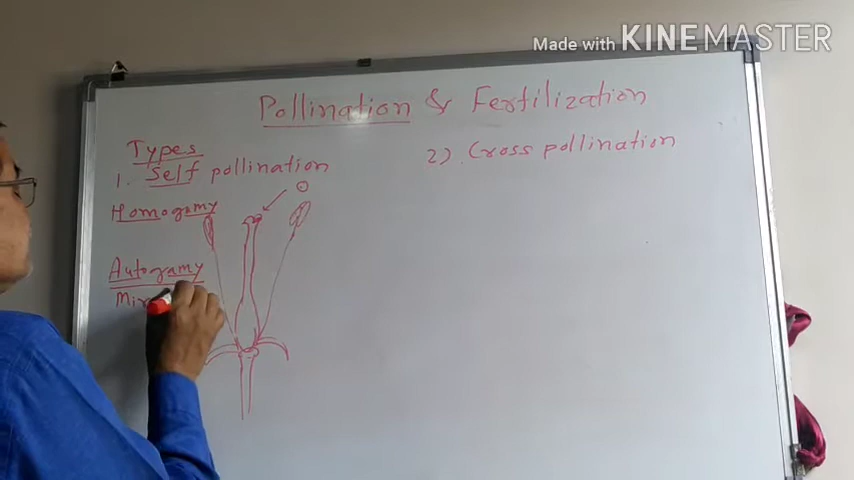 Made with KINEMASTER
Pollination & Fertilization
Types
1. Self pollination
2). Cross pollination
Homogamy
Autogamy